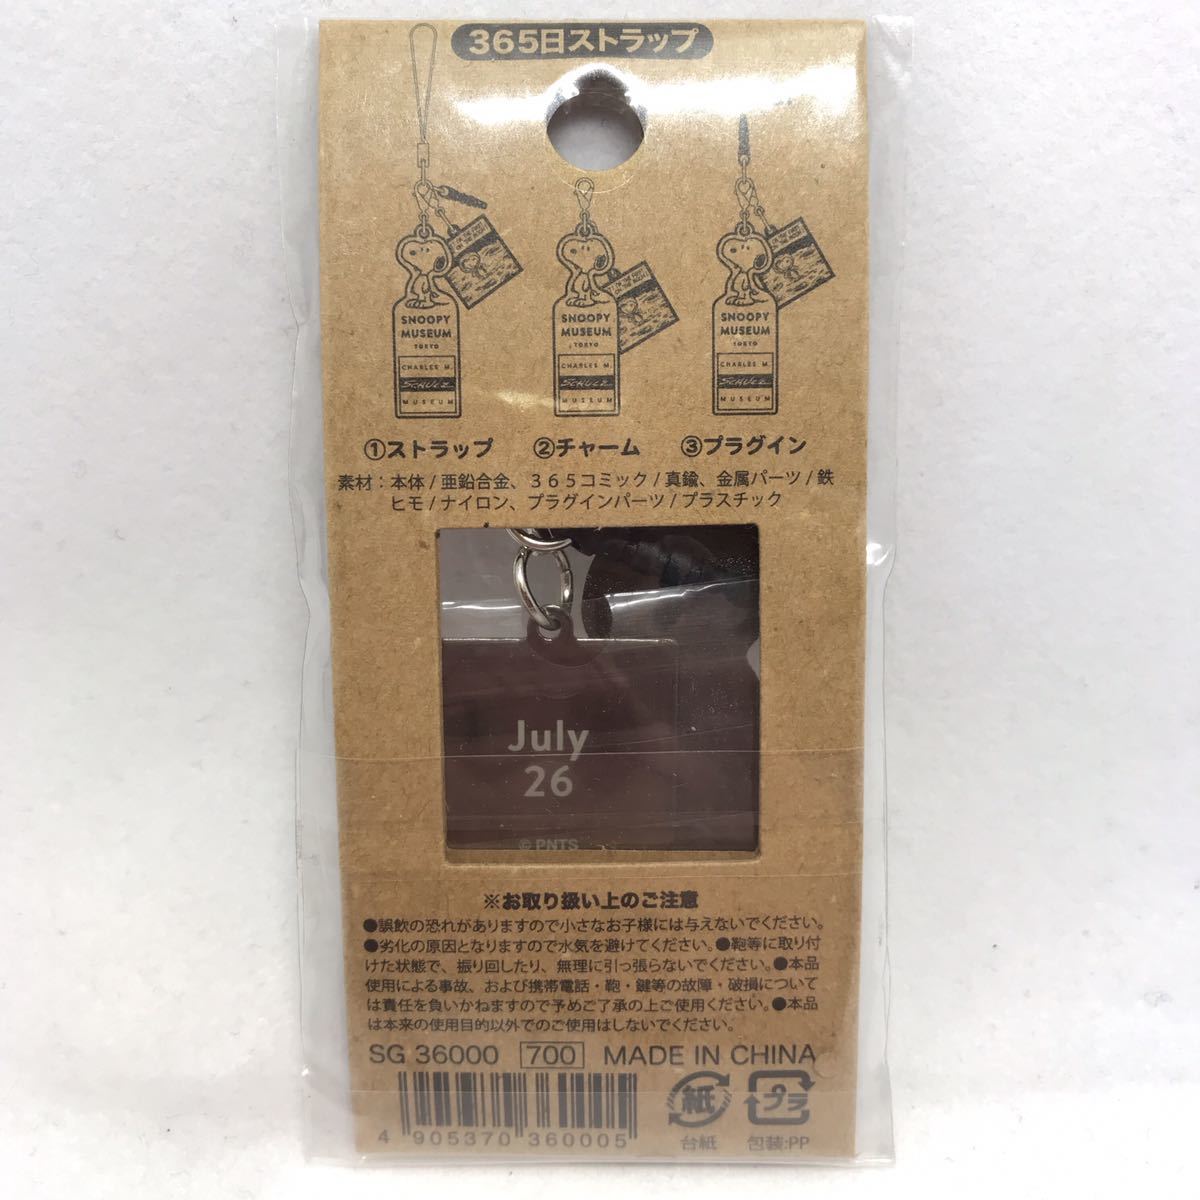 365日ストラップ
SNOOPY
MUSEUM
TOKYO
CHARLES M.
SCHULZ
MUSEUM
SNOOPY
MUSEUM
TOKYO
CHARLES M.
SCHULZ
MUSEUM
SNOOPY
MUSEUM
TOKYO
CHARLES M.
SCHULZ
MUSEUM
①ストラップ ②チャーム ③プラグイン
素材:本体/亜鉛合金、365コミック/真鍮、金属パーツ/鉄
ヒモ/ナイロン、プラグインパーツ/プラスチック
July
26
© PNTS
※お取り扱い上のご注意
●誤飲の恐れがありますので小さなお子様には与えないでください。
●劣化の原因となりますので水気を避けてください。●鞄等に取り付
けた状態で、振り回したり、無理に引っ張らないでください。●本品
使用による事故、および携帯電話・鞄・鍵等の故障・破損について
は責任を負いかねますので予めご了承の上ご使用ください。●本品
は本来の使用目的以外でのご使用はしないでください。
SG 36000 700 MADE IN CHINA
4 905370 360005
紙 プラ
台紙 包装:PP